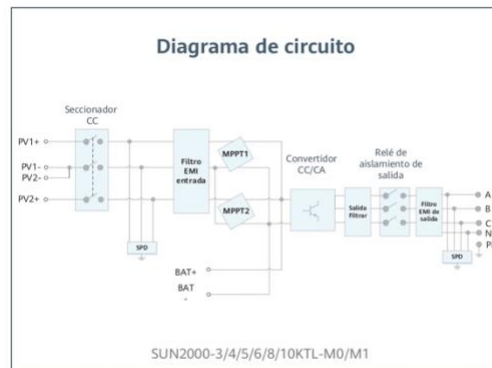 Diagrama de circuito
Seccionador
CC
PV1+
PV1-
PV2-
PV2+
SPD
Filtro
EMI
entrada
MPPT1
MPPT2
BAT+
BAT
-
Convertidor
CC/CA
Salida
Filtrar
Relé de
aislamiento de
salida
Filtro
EMI de
salida
SPD
A
B
C
N
SUN2000-3/4/5/6/8/10KTL-M0/M1